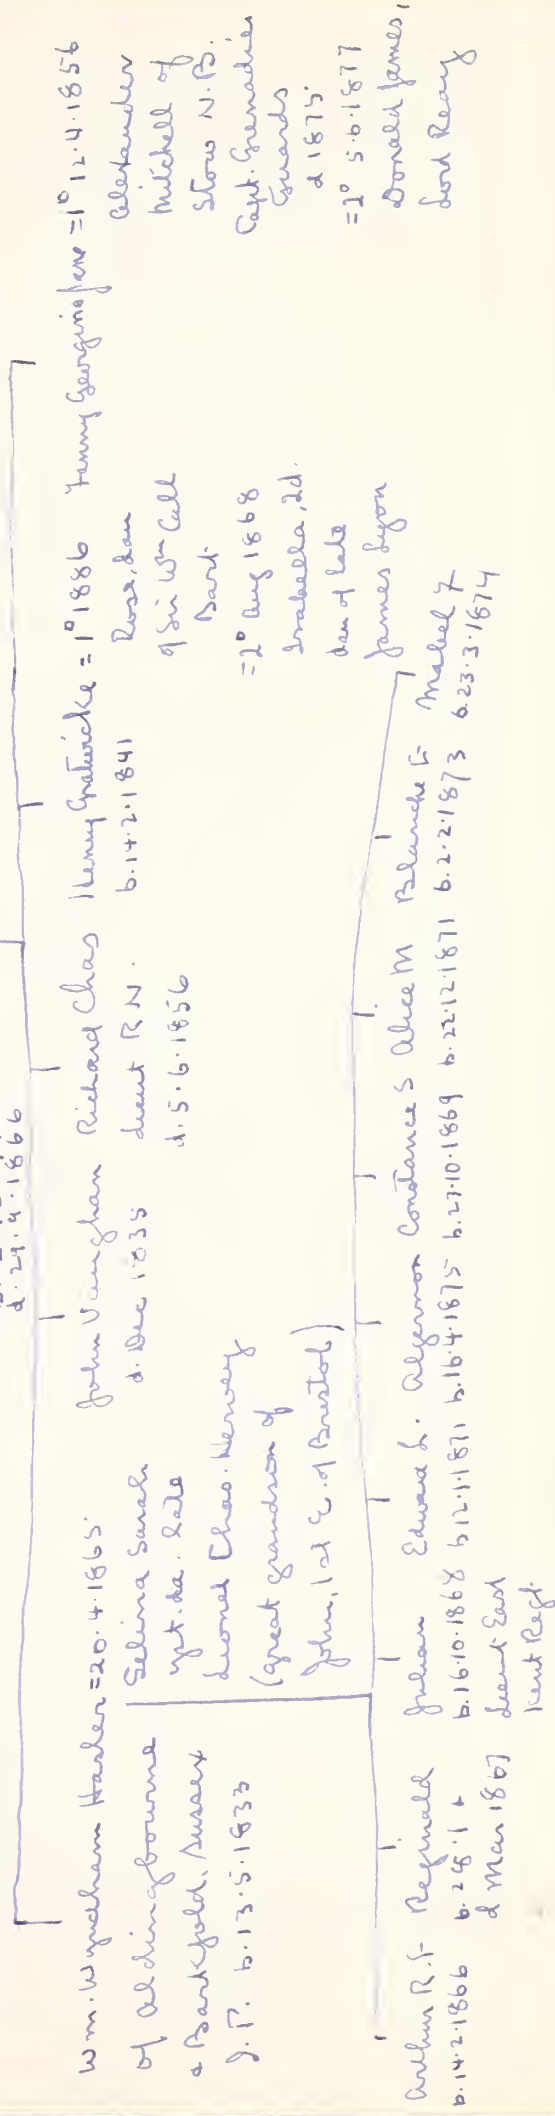 d. 29.4.1866
Wm. Wyndham Hasler = 20.4.1865
of Aldingbourne
& Barkfold, Sussex
J.P. b. 13.5.1833
Selina Sarah
yst. da. late
Lionel Chas. Hervey
(great grandson of
John, 1st E. of Bristol)
John Vaughan
d. Dec 1835
Richard Chas
Lieut R.N.
d. 5.6.1856
Henry Gratwicke = 1° 1886
b. 14.2.1841
Rose, dau
of Sir Wm Call
Bart
= 2° Aug 1868
Isabella, 2d.
dau of late
James Lyon
Fanny Georgina Jane = 1° 12.4.1856
Alexander
Mitchell of
Stow N.B.
Capt. Grenadier
Guards
d 1875
= 2° 5.6.1877
Donald James,
Lord Reay
Arthur R. F
b. 14.2.1866
Reginald
b. 28.1
d Mar 1867
Julian
b. 16.10.1868
Lieut East
Kent Regt.
Edward L.
b 12.1.1871
Algernon
b. 16.4.1875
Constance S
b. 27.10.1869
Alice M
b. 22.12.1871
Blanche E
b. 2.2.1873
Mabel F
b. 23.3.1874